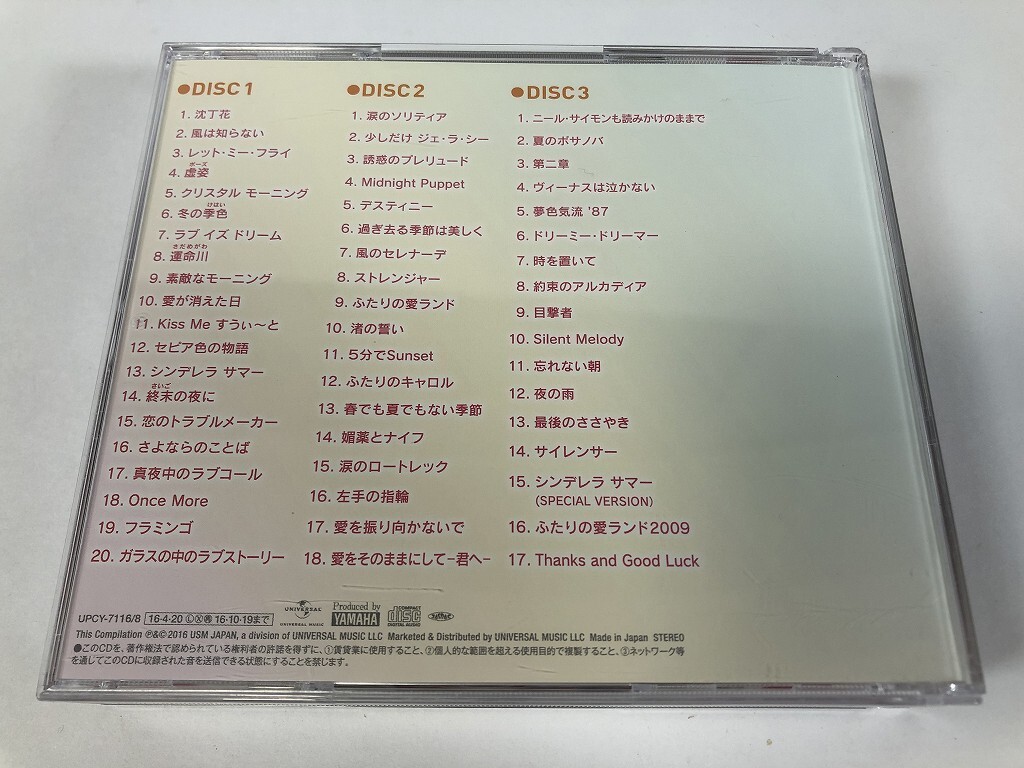 ●DISC1
1. 沈丁花
2. 風は知らない
3. レット・ミー・フライ
ポーズ
4. 虚姿
5. クリスタル モーニング
けはい
6. 冬の季色
7. ラブ イズ ドリーム
さだめがわ
8. 運命川
9. 素敵なモーニング
10. 愛が消えた日
11. Kiss Me すうぃ〜と
12. セピア色の物語
13. シンデレラ サマー
さいご
14. 終末の夜に
15. 恋のトラブルメーカー
16. さよならのことば
17. 真夜中のラブコール
18. Once More
19. フラミンゴ
20. ガラスの中のラブストーリー
●DISC2
1. 涙のソリティア
2. 少しだけ ジェ・ラ・シー
3. 誘惑のプレリュード
4. Midnight Puppet
5. デスティニー
6. 過ぎ去る季節は美しく
7. 風のセレナーデ
8. ストレンジャー
9. ふたりの愛ランド
10. 渚の誓い
11. 5分でSunset
12. ふたりのキャロル
13. 春でも夏でもない季節
14. 媚薬とナイフ
15. 涙のロートレック
16. 左手の指輪
17. 愛を振り向かないで
18. 愛をそのままにして−君へ−
●DISC3
1. ニール・サイモンも読みかけのままで
2. 夏のボサノバ
3. 第二章
4. ヴィーナスは泣かない
5. 夢色気流 '87
6. ドリーミー・ドリーマー
7. 時を置いて
8. 約束のアルカディア
9. 目撃者
10. Silent Melody
11. 忘れない朝
12. 夜の雨
13. 最後のささやき
14. サイレンサー
15. シンデレラ サマー
(SPECIAL VERSION)
16. ふたりの愛ランド2009
17. Thanks and Good Luck
UPCY-7116/8 16·4·20 Ⓛ Ⓧ ㊙ 16·10·19まで UNIVERSAL Produced by YAMAHA COMPACT disc DIGITAL AUDIO
This Compilation ℗&© 2016 USM JAPAN, a division of UNIVERSAL MUSIC LLC Marketed & Distributed by UNIVERSAL MUSIC LLC Made in Japan STEREO
●このCDを、著作権法で認められている権利者の許諾を得ずに、①賃貸業に使用すること、②個人的な範囲を超える使用目的で複製すること、③ネットワーク等
を通してこのCDに収録された音を送信できる状態にすることを禁じます。